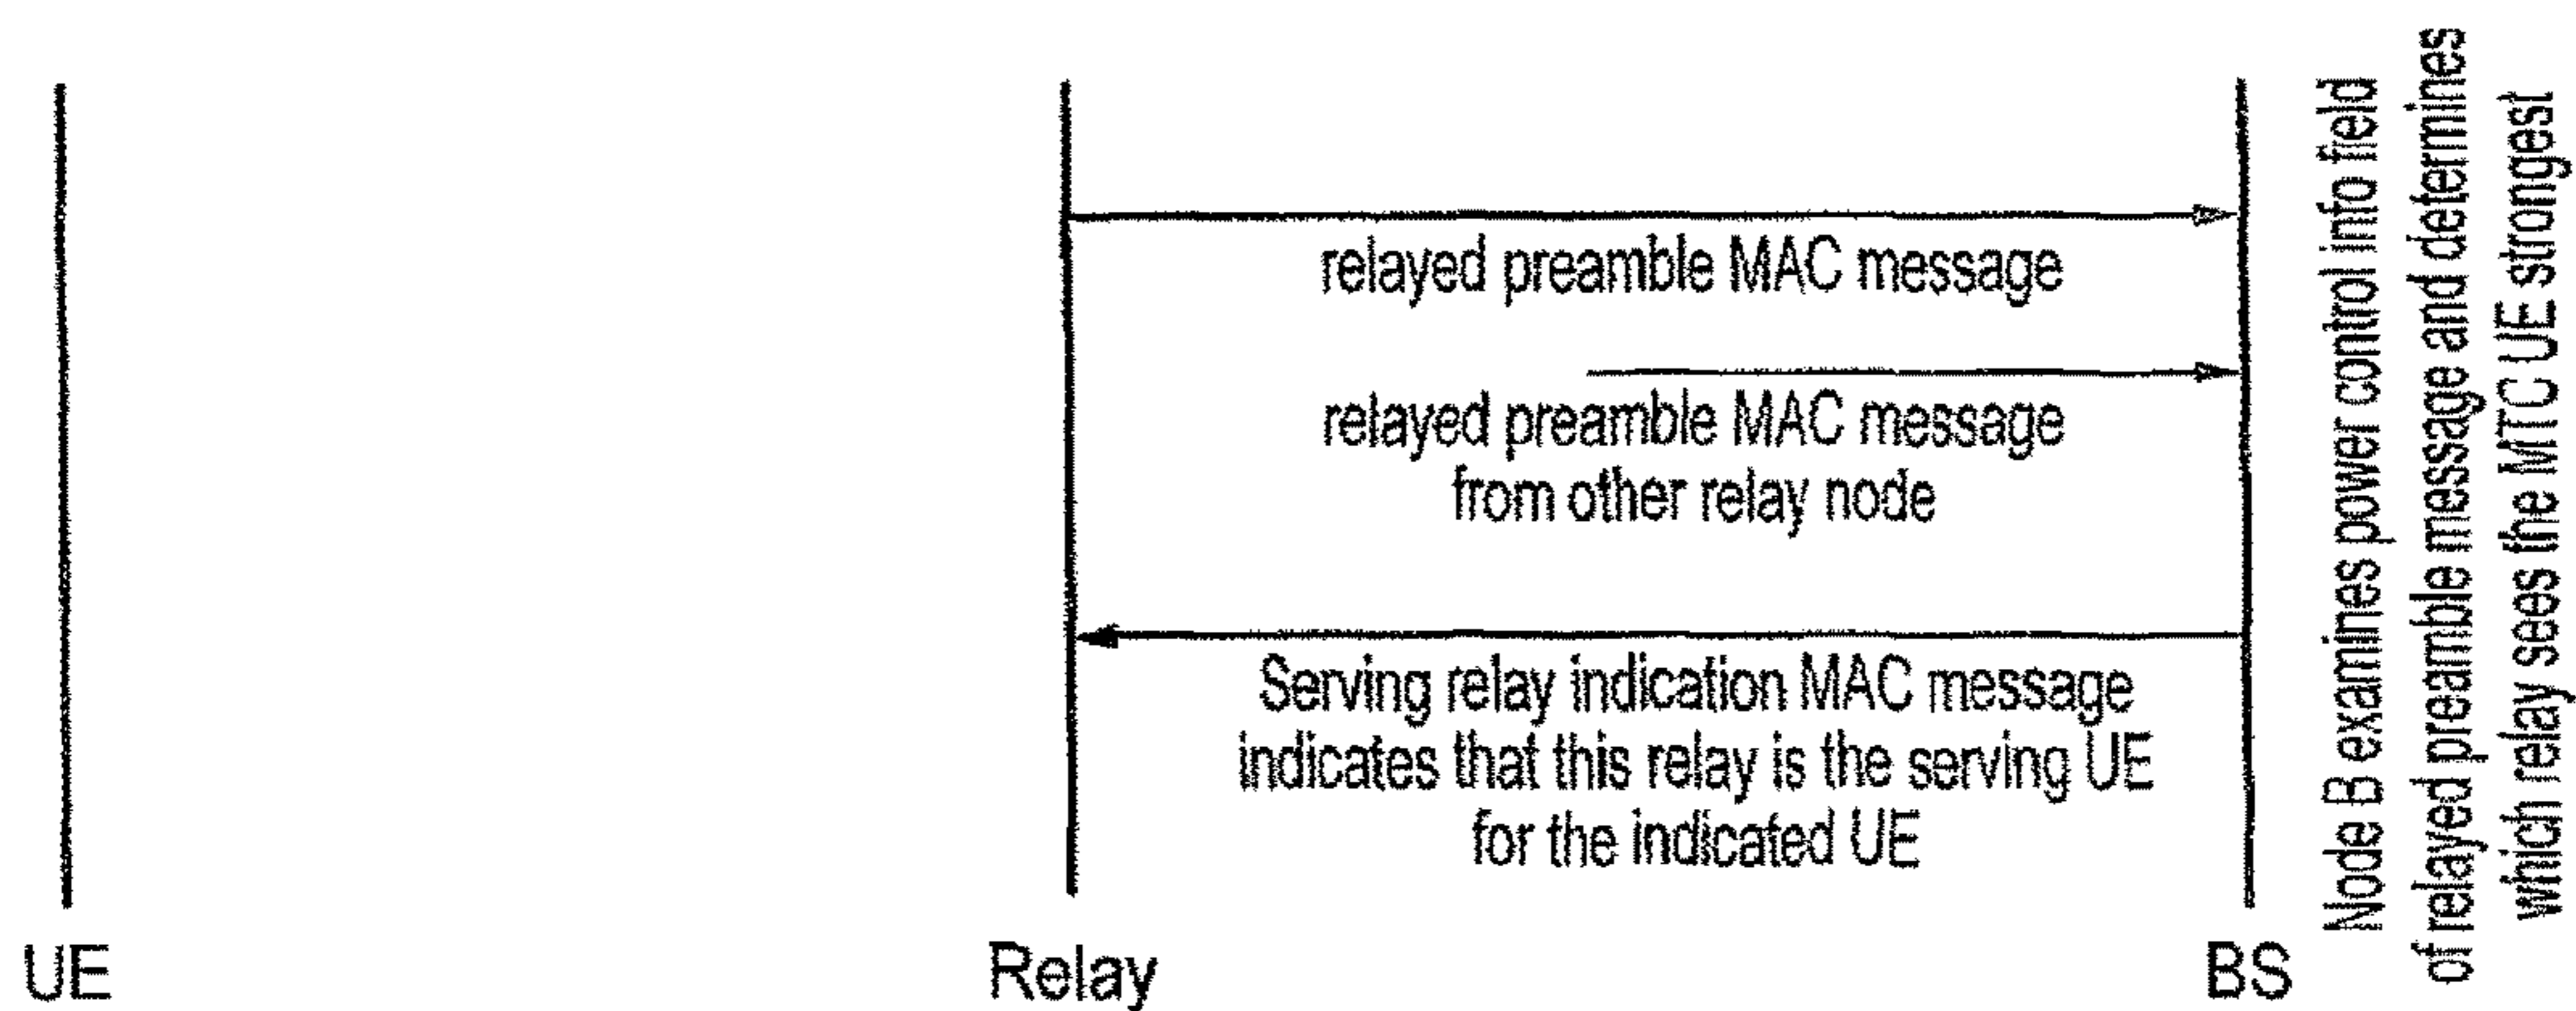 relayed preamble MAC message
relayed preamble MAC message
from other relay node
Serving relay indication MAC message
indicates that this relay is the serving UE
for the indicated UE
UE
Relay
BS
Node B examines power control info field
of relayed preamble message and determines
which relay sees the MTC UE strongest